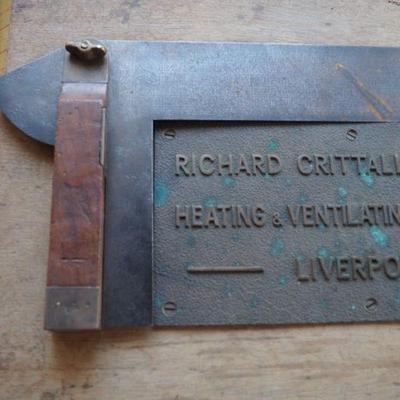 RICHARD CRITTALL
HEATING & VENTILATIN
LIVERPO